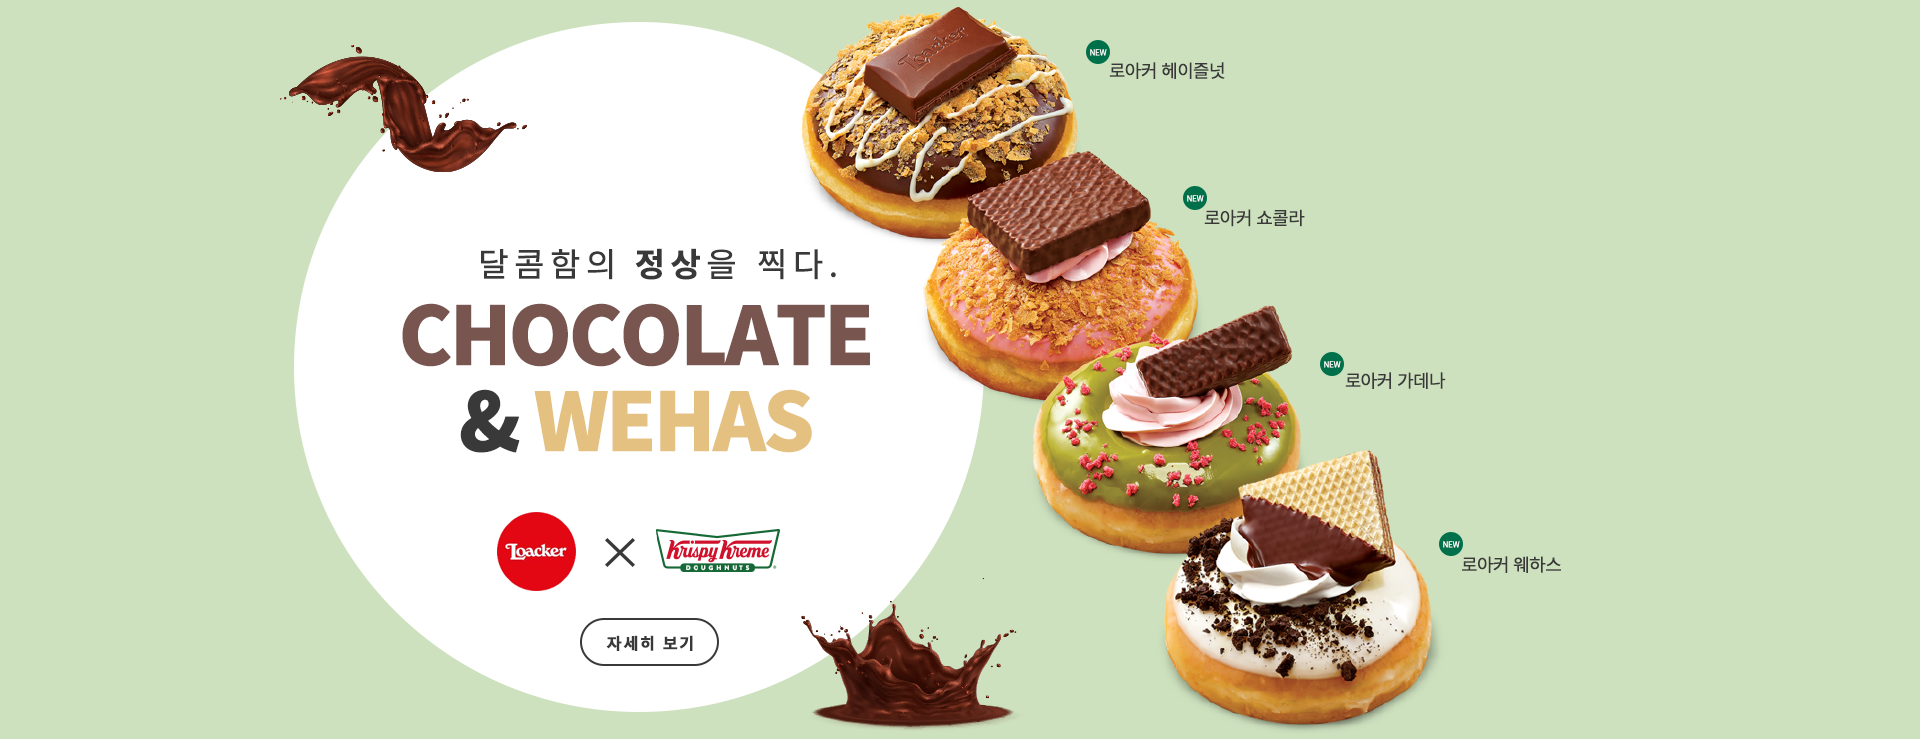 달콤함의 정상을 찍다.
CHOCOLATE
& WEHAS
Loacker
Krispy Kreme
DOUGHNUTS
자세히 보기
Loacker
NEW
로아커 헤이즐넛
NEW
로아커 쇼콜라
NEW
로아커 가데나
NEW
로아커 웨하스